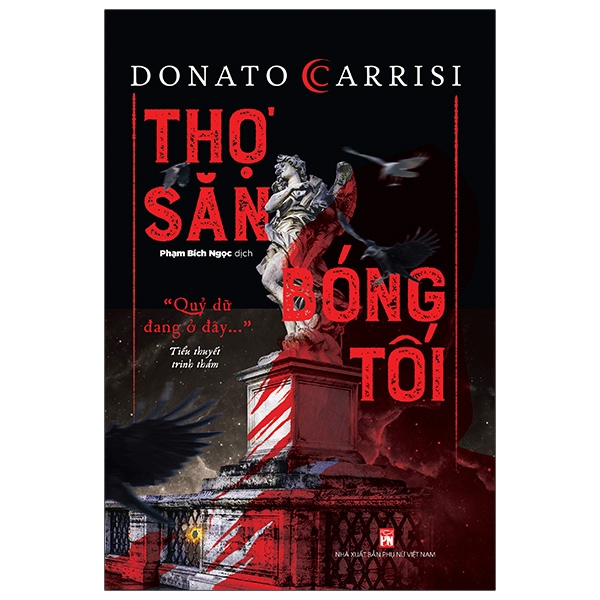 DONATO CARRISI
THỢ
SĂN
Phạm Bích Ngọc dịch
BÓNG
TỐI
“Quỷ dữ
đang ở đây...”
Tiểu thuyết
trinh thám
PN
NHÀ XUẤT BẢN PHỤ NỮ VIỆT NAM